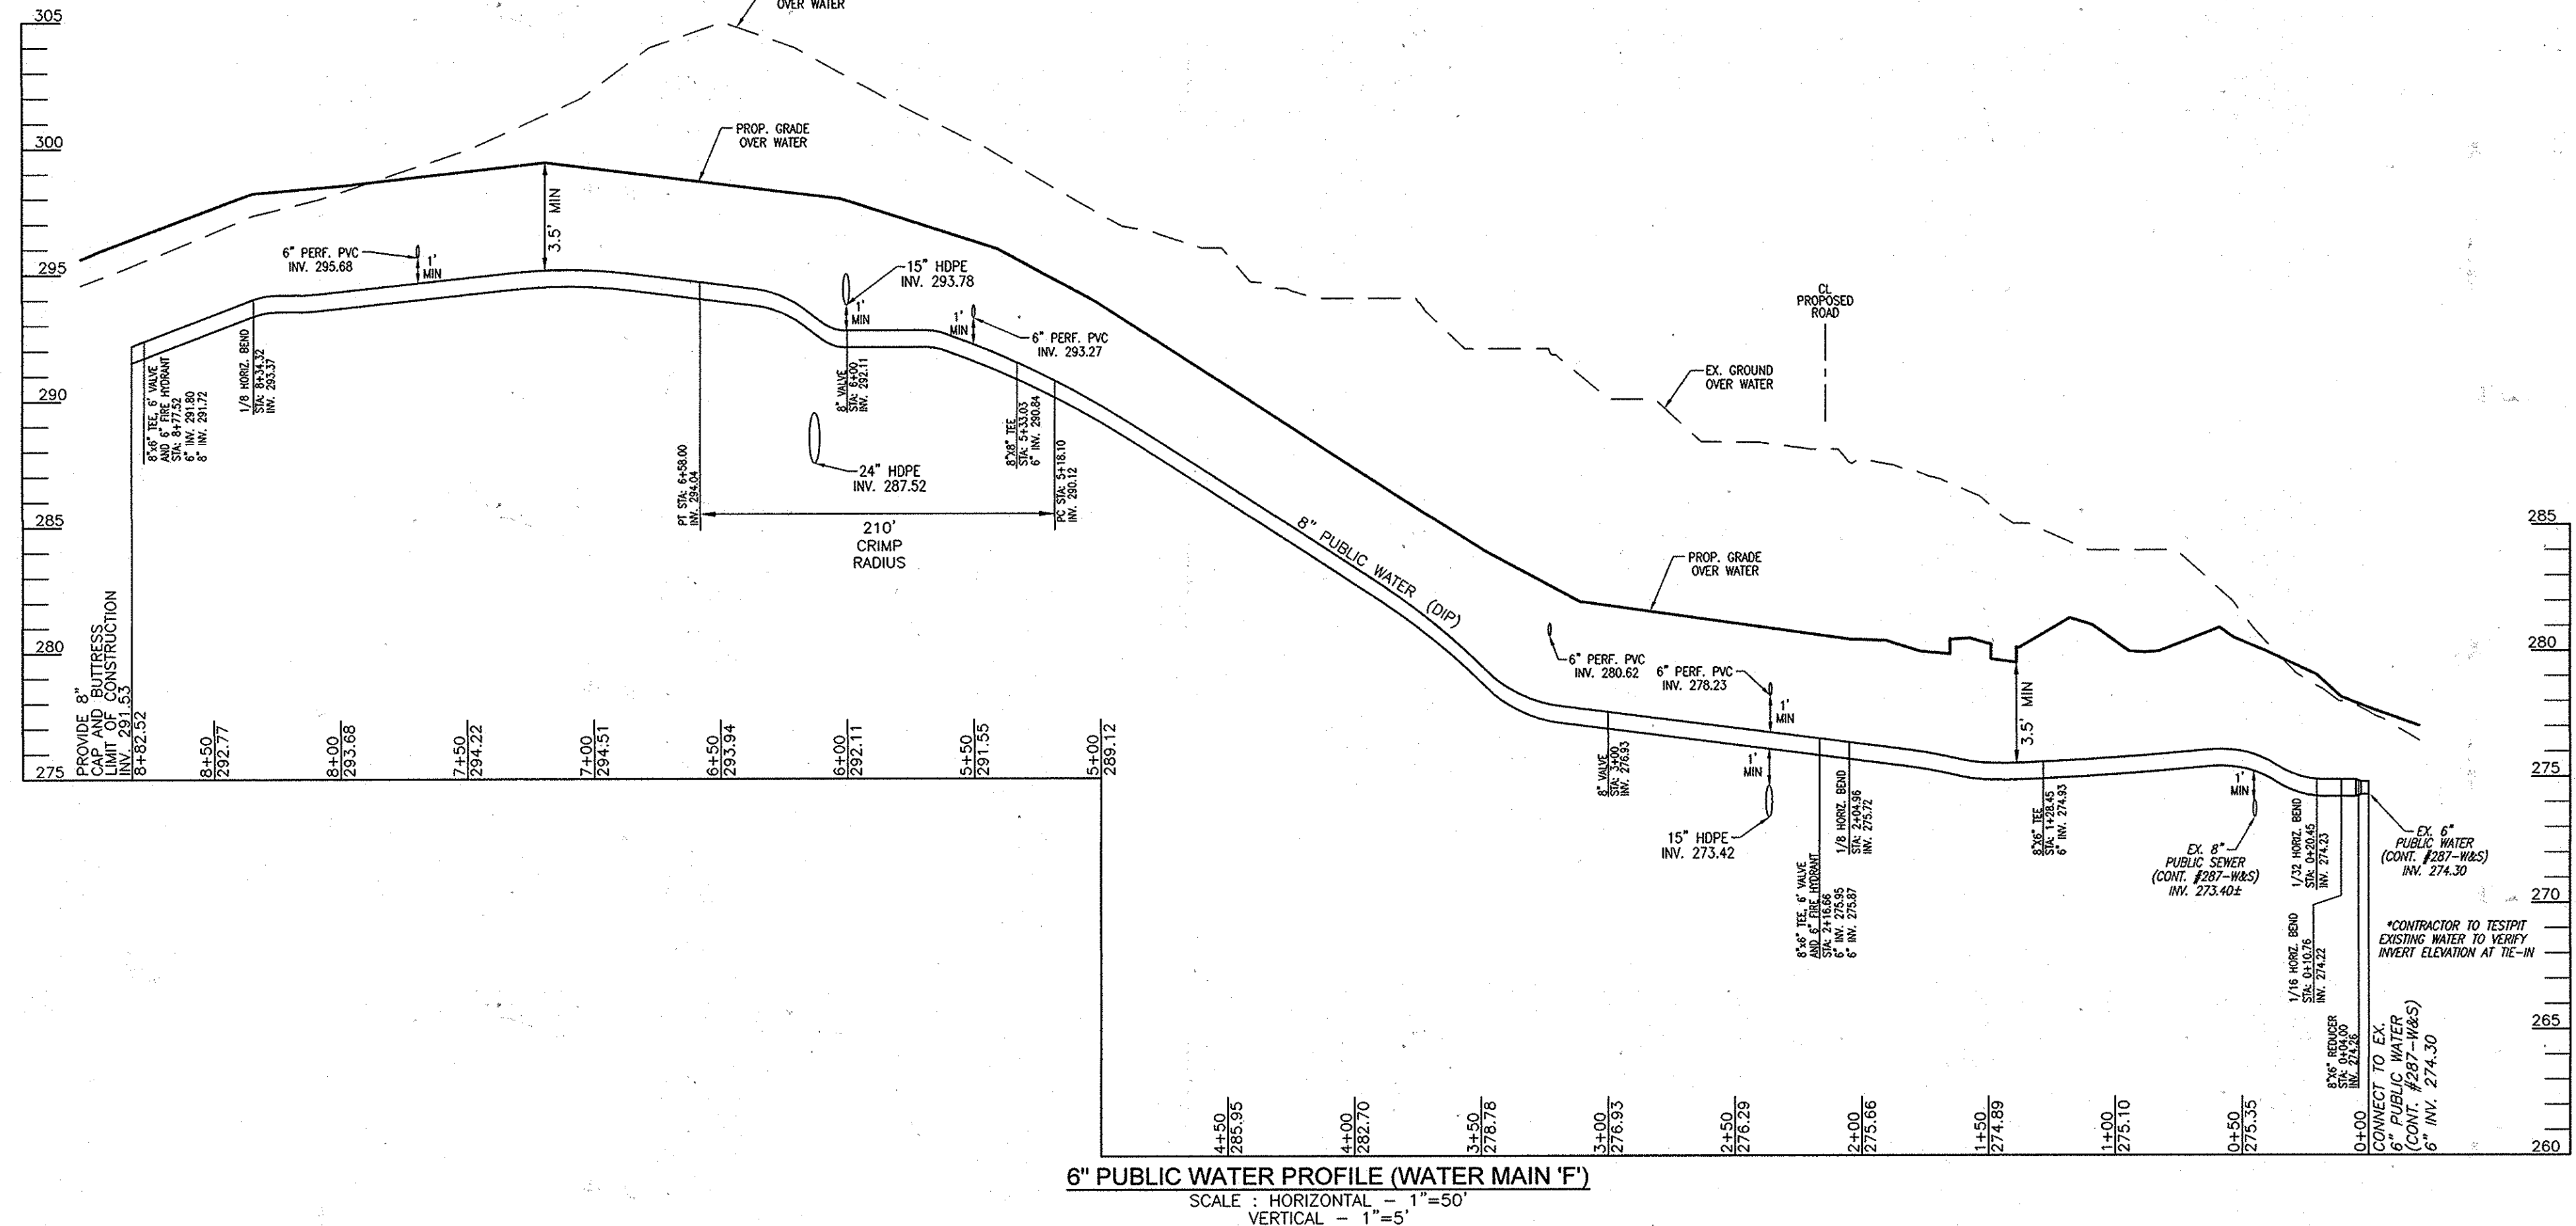 OVER WATER
305
300
295
290
285
280
275
PROP. GRADE
OVER WATER
3.5' MIN
6" PERF. PVC
INV. 295.68
1'
MIN
15" HDPE
INV. 293.78
1'
MIN
1'
MIN
6" PERF. PVC
INV. 293.27
8"x6" TEE, 6' VALVE
AND 6" FIRE HYDRANT
STA: 8+77.52
6" INV. 291.80
8" INV. 291.72
1/8 HORIZ. BEND
STA: 8+34.32
INV. 293.37
8" VALVE
STA: 6+00
INV. 292.11
8"X8" TEE
STA: 5+33.03
6" INV. 290.84
PT STA: 6+58.00
INV. 294.04
PC STA: 5+18.10
INV. 290.12
24" HDPE
INV. 287.52
210'
CRIMP
RADIUS
CL
PROPOSED
ROAD
EX. GROUND
OVER WATER
8" PUBLIC WATER (DIP)
PROP. GRADE
OVER WATER
PROVIDE 8"
CAP AND BUTTRESS
LIMIT OF CONSTRUCTION
INV. 291.53
8+82.52
8+50
292.77
8+00
293.68
7+50
294.22
7+00
294.51
6+50
293.94
6+00
292.11
5+50
291.55
5+00
289.12
6" PERF. PVC
INV. 280.62
6" PERF. PVC
INV. 278.23
1'
MIN
3.5' MIN
8" VALVE
STA: 3+00
INV. 276.93
1'
MIN
15" HDPE
INV. 273.42
8"x6" TEE, 6' VALVE
AND 6" FIRE HYDRANT
STA: 2+16.66
6" INV. 275.95
6" INV. 275.87
1/8 HORIZ. BEND
STA: 2+04.96
INV. 275.72
8"X6" TEE
STA: 1+28.45
6" INV. 274.93
1'
MIN
EX. 8"
PUBLIC SEWER
(CONT. #287-W&S)
INV. 273.40±
1/32 HORIZ. BEND
STA: 0+20.45
INV. 274.23
1/16 HORIZ. BEND
STA: 0+10.76
INV. 274.22
8"X6" REDUCER
STA: 0+04.00
INV. 274.26
EX. 6"
PUBLIC WATER
(CONT. #287-W&S)
INV. 274.30
*CONTRACTOR TO TESTPIT
EXISTING WATER TO VERIFY
INVERT ELEVATION AT TIE-IN
CONNECT TO EX.
6" PUBLIC WATER
(CONT. #287-W&S)
6" INV. 274.30
285
280
275
270
265
260
4+50
285.95
4+00
282.70
3+50
278.78
3+00
276.93
2+50
276.29
2+00
275.66
1+50
274.89
1+00
275.10
0+50
275.35
0+00
6" PUBLIC WATER PROFILE (WATER MAIN 'F')
SCALE : HORIZONTAL - 1"=50'
VERTICAL - 1"=5'